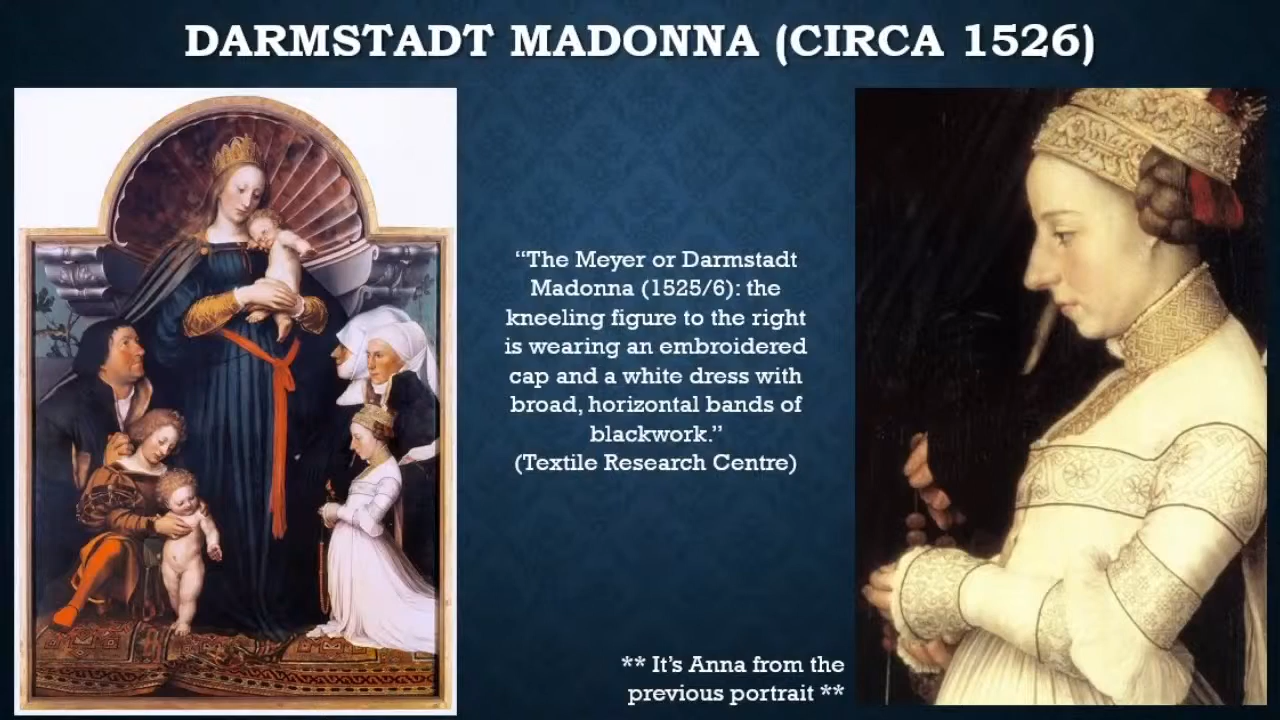 DARMSTADT MADONNA (CIRCA 1526)
“The Meyer or Darmstadt
Madonna (1525/6): the
kneeling figure to the right
is wearing an embroidered
cap and a white dress with
broad, horizontal bands of
blackwork.”
(Textile Research Centre)
** It’s Anna from the
previous portrait **